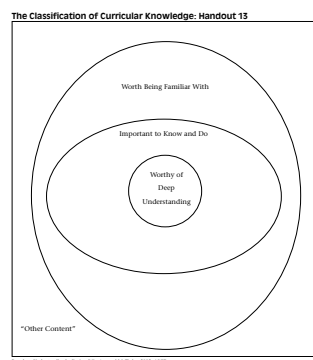 The Classification of Curricular Knowledge: Handout 13
Worth Being Familiar With
Important to Know and Do
Worthy of
Deep
Understanding
"Other Content"